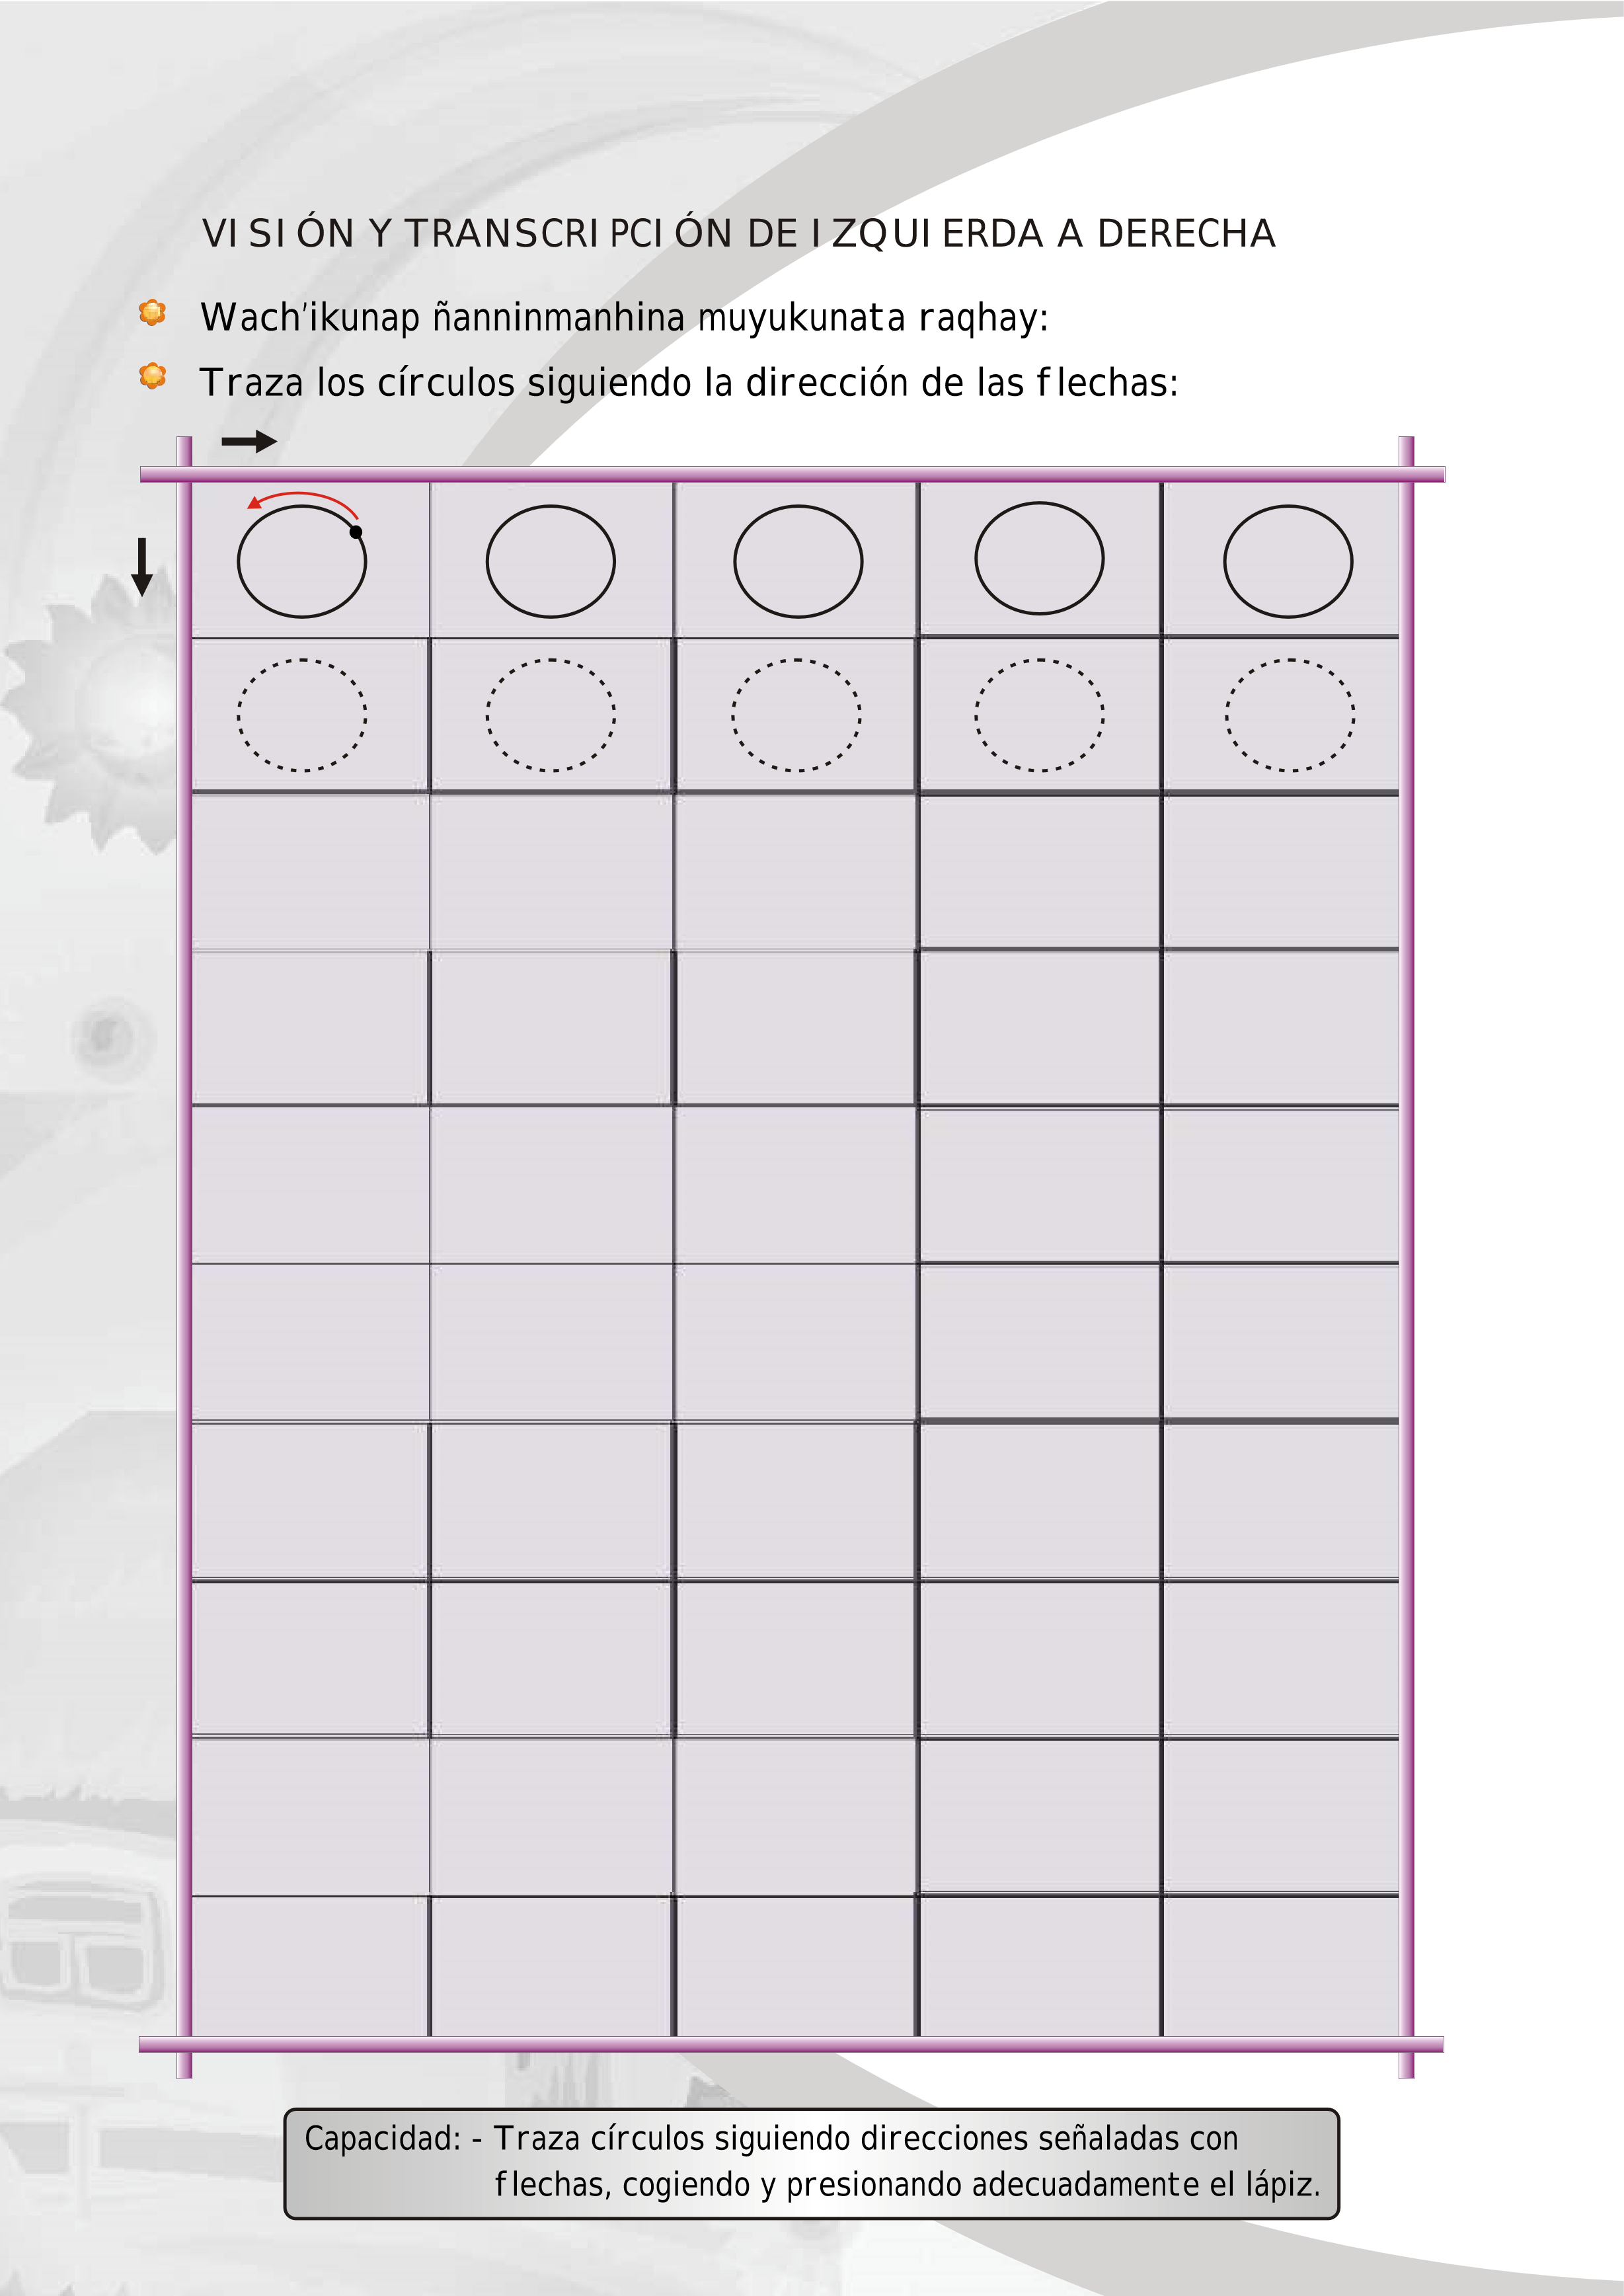 VISIÓN Y TRANSCRIPCIÓN DE IZQUIERDA A DERECHA
Wach'ikunap ñanninmanhina muyukunata raqhay:
Traza los círculos siguiendo la dirección de las flechas:
Capacidad: - Traza círculos siguiendo direcciones señaladas con
flechas, cogiendo y presionando adecuadamente el lápiz.